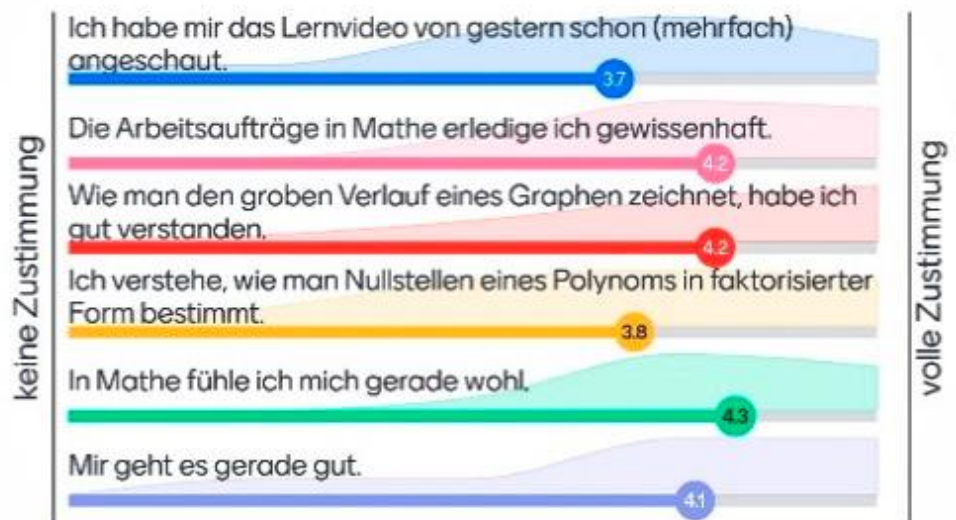 keine Zustimmung
Ich habe mir das Lernvideo von gestern schon (mehrfach)
angeschaut.
3.7
Die Arbeitsaufträge in Mathe erledige ich gewissenhaft.
4.2
Wie man den groben Verlauf eines Graphen zeichnet, habe ich
gut verstanden.
4.2
Ich verstehe, wie man Nullstellen eines Polynoms in faktorisierter
Form bestimmt.
3.8
In Mathe fühle ich mich gerade wohl.
4.3
Mir geht es gerade gut.
4.1
volle Zustimmung